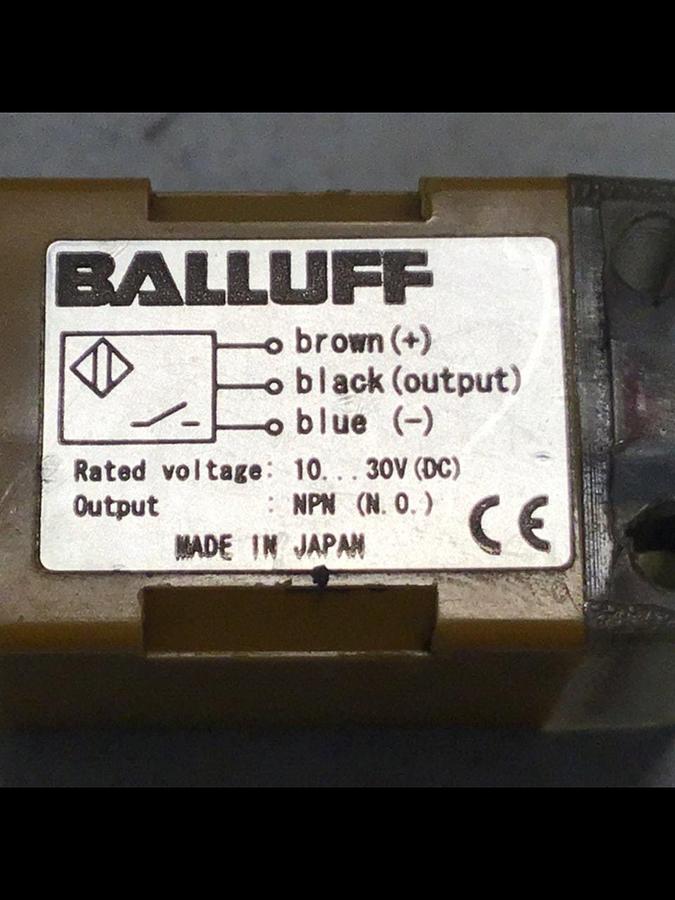 BALLUFF
brown (+)
black (output)
blue (-)
Rated voltage: 10...30V (DC)
Output : NPN (N.O.)
MADE IN JAPAN
CE